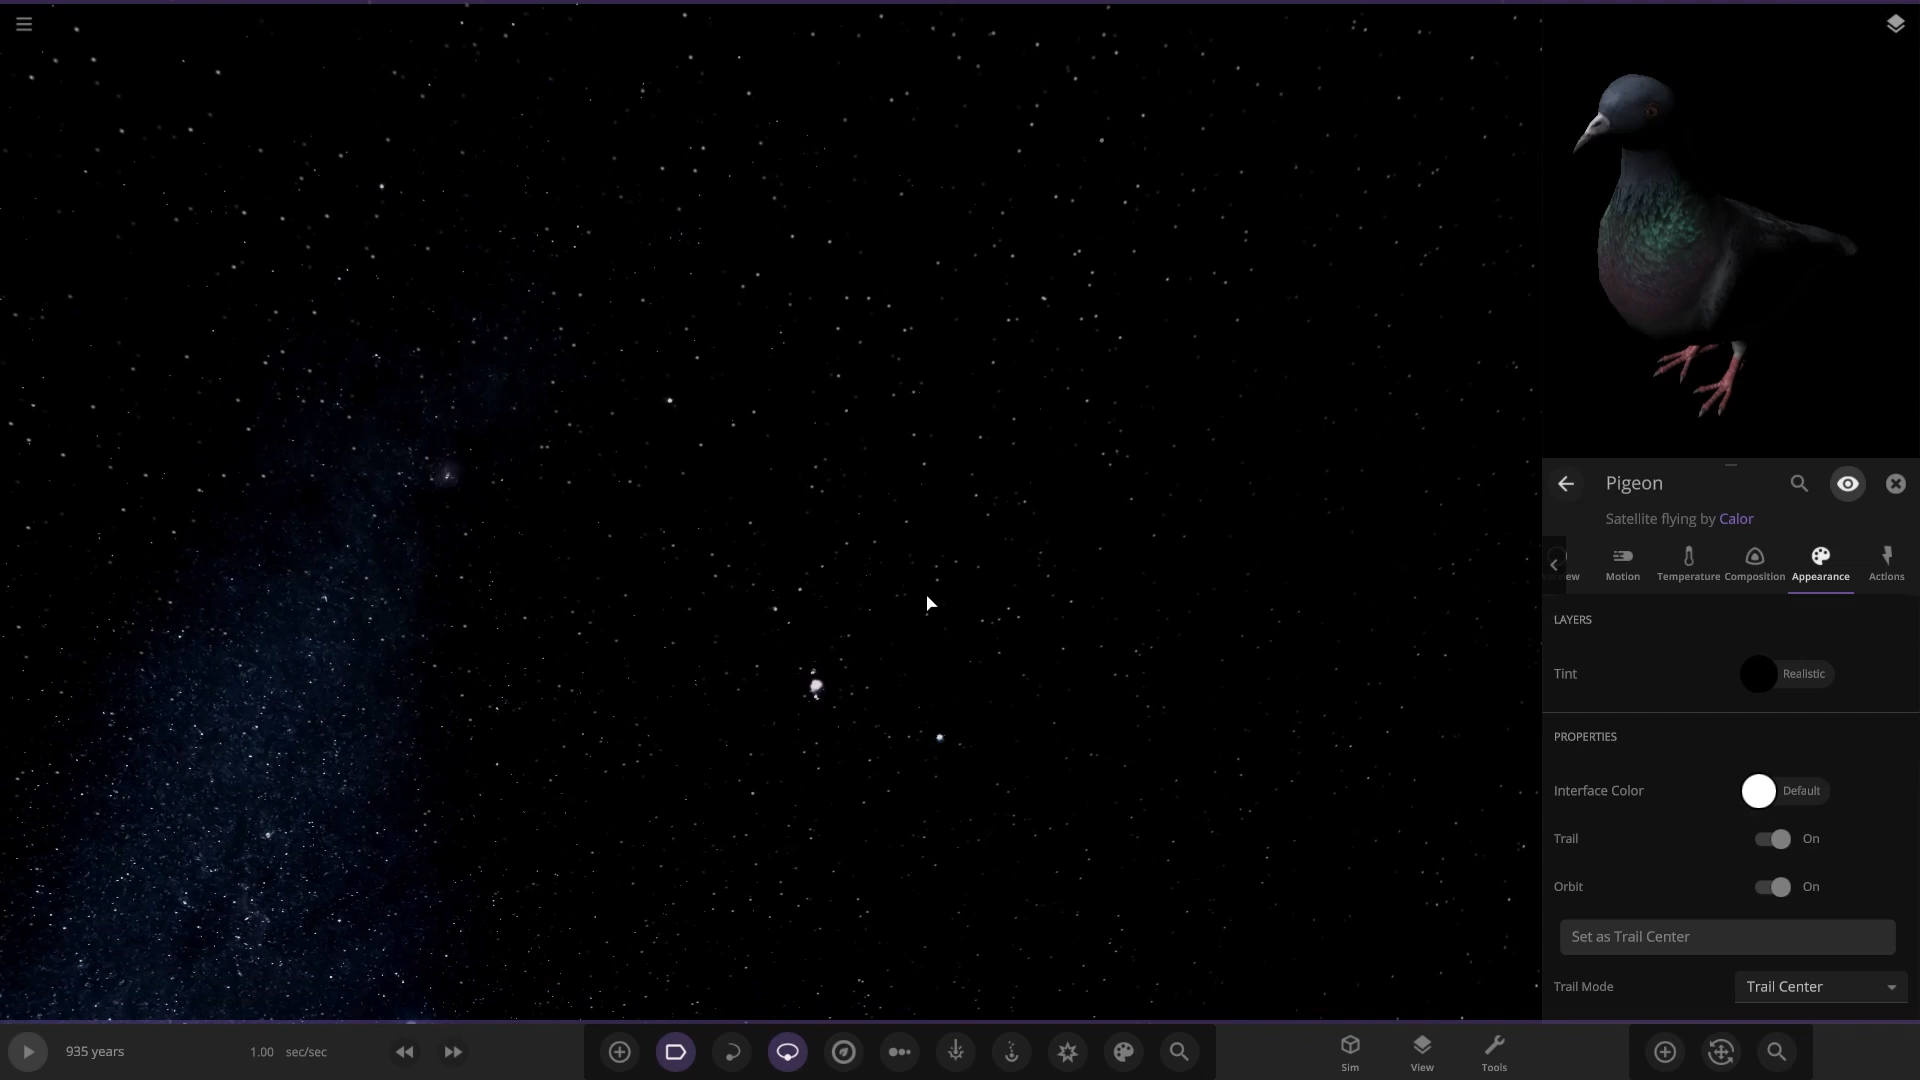 Pigeon
Satellite flying by Calor
Motion Temperature Composition Appearance Actions
LAYERS
Tint Realistic
PROPERTIES
Interface Color Default
Trail On
Orbit On
Set as Trail Center
Trail Mode Trail Center
935 years 1.00 sec/sec Sim View Tools